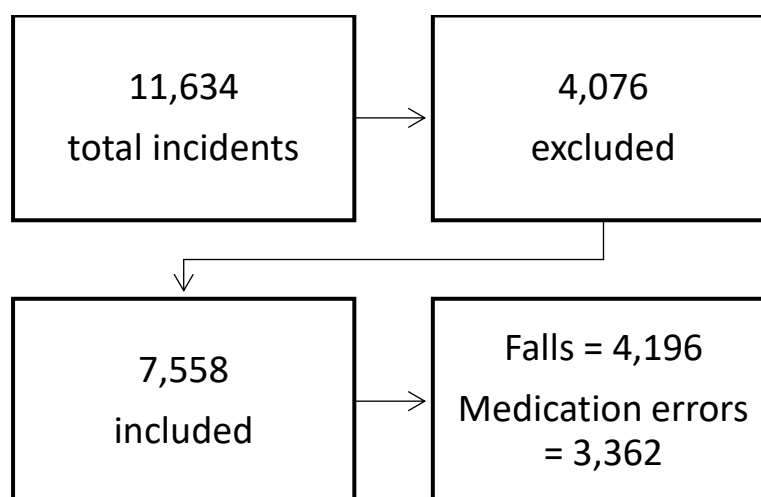 11,634
total incidents
4,076
excluded
7,558
included
Falls = 4,196
Medication errors
= 3,362